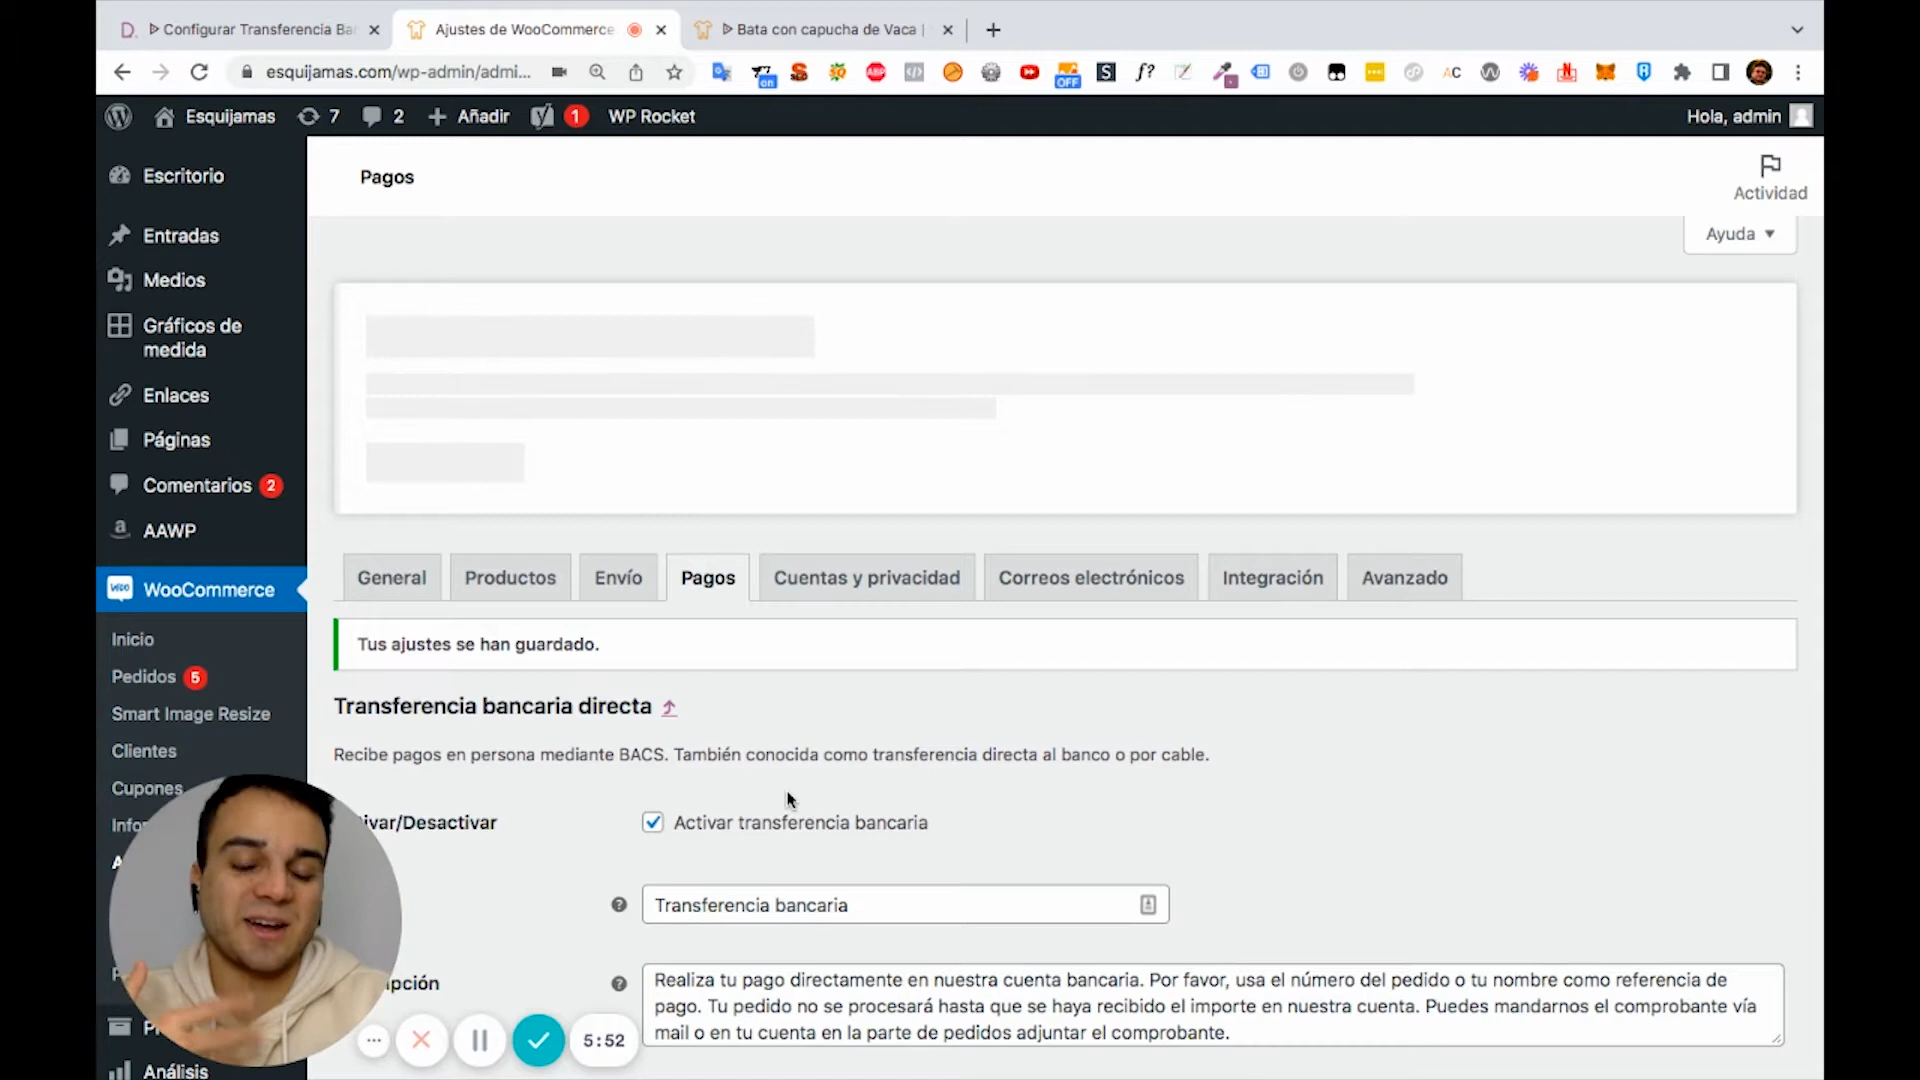 Configurar Transferencia Ba
Ajustes de WooCommerce
Bata con capucha de Vaca |
esquijamas.com/wp-admin/admi...
on
ABP
OFF
S
f?
AC
Esquijamas
7
2
Añadir
1
WP Rocket
Hola, admin
Escritorio
Pagos
Actividad
Ayuda
Entradas
Medios
Gráficos de
medida
Enlaces
Páginas
Comentarios 2
AAWP
General
Productos
Envío
Pagos
Cuentas y privacidad
Correos electrónicos
Integración
Avanzado
WooCommerce
Inicio
Tus ajustes se han guardado.
Pedidos 5
Smart Image Resize
Transferencia bancaria directa
Clientes
Recibe pagos en persona mediante BACS. También conocida como transferencia directa al banco o por cable.
Cupones
Info
ivar/Desactivar
Activar transferencia bancaria
A
Transferencia bancaria
ipción
Realiza tu pago directamente en nuestra cuenta bancaria. Por favor, usa el número del pedido o tu nombre como referencia de
pago. Tu pedido no se procesará hasta que se haya recibido el importe en nuestra cuenta. Puedes mandarnos el comprobante vía
mail o en tu cuenta en la parte de pedidos adjuntar el comprobante.
5:52
Análisis